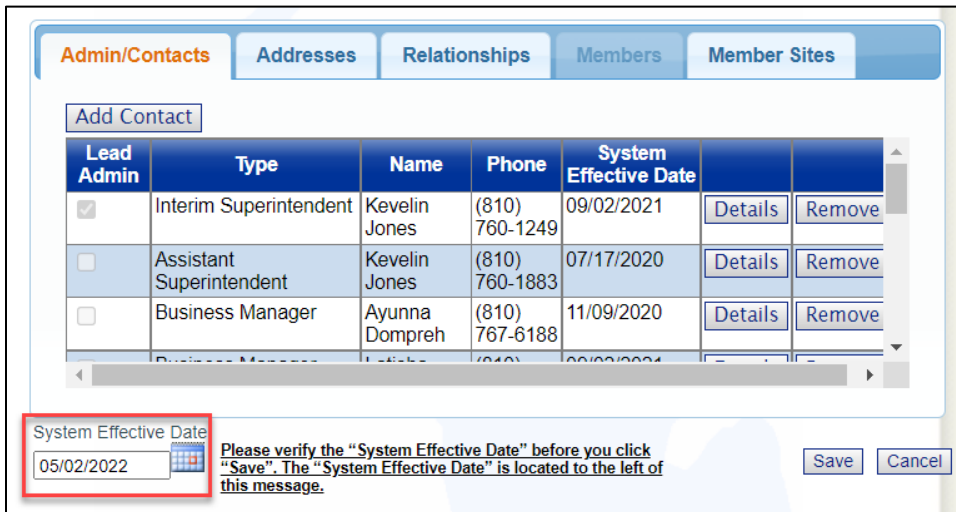 Admin/Contacts Addresses Relationships Members Member Sites
Add Contact
Lead Admin Type Name Phone System Effective Date
Interim Superintendent Kevelin Jones (810) 760-1249 09/02/2021 Details Remove
Assistant Superintendent Kevelin Jones (810) 760-1883 07/17/2020 Details Remove
Business Manager Ayunna Dompreh (810) 767-6188 11/09/2020 Details Remove
System Effective Date
05/02/2022
Please verify the “System Effective Date” before you click
“Save”. The “System Effective Date” is located to the left of
this message.
Save Cancel